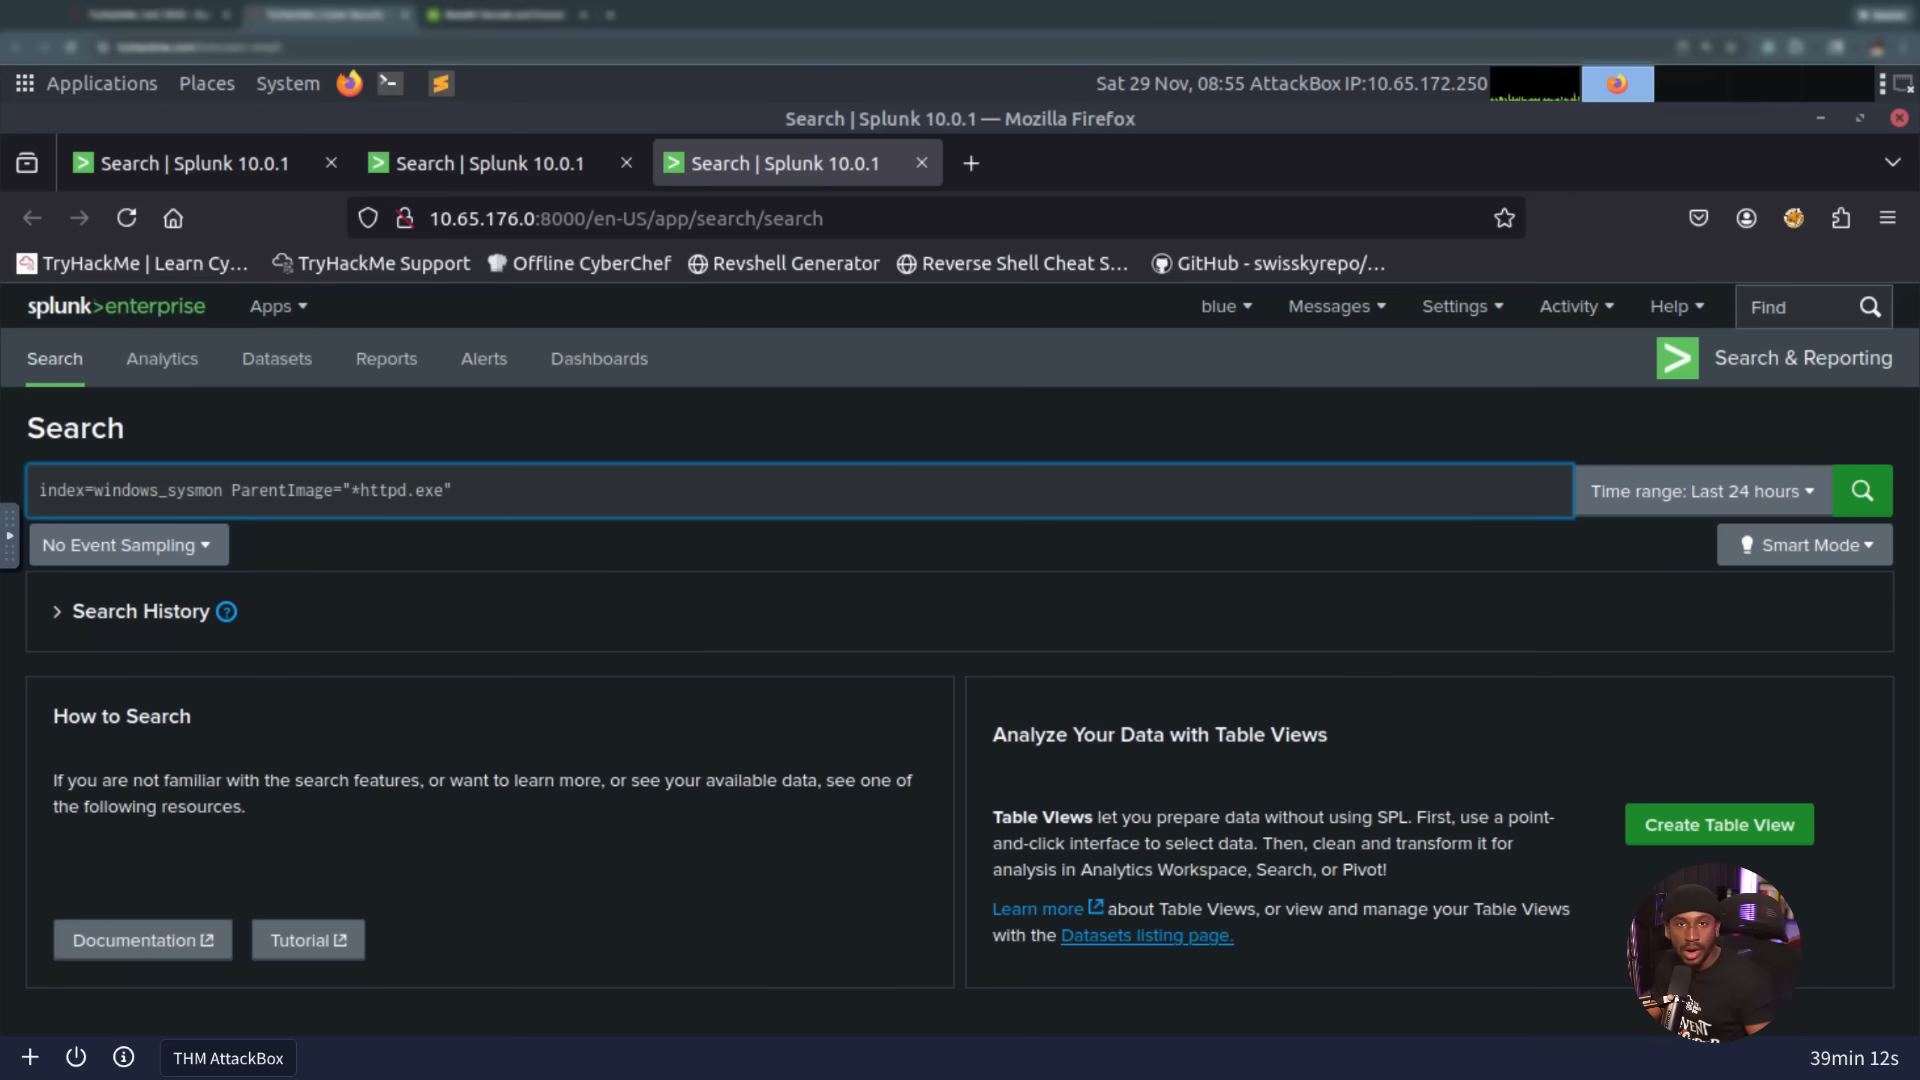 Applications Places System
Sat 29 Nov, 08:55 AttackBox IP:10.65.172.250
Search | Splunk 10.0.1 — Mozilla Firefox
Search | Splunk 10.0.1
Search | Splunk 10.0.1
Search | Splunk 10.0.1
10.65.176.0:8000/en-US/app/search/search
TryHackMe | Learn Cy... TryHackMe Support Offline CyberChef Revshell Generator Reverse Shell Cheat S... GitHub - swisskyrepo/...
splunk>enterprise Apps blue Messages Settings Activity Help Find
Search Analytics Datasets Reports Alerts Dashboards Search & Reporting
Search
index=windows_sysmon ParentImage="*httpd.exe"
Time range: Last 24 hours
No Event Sampling
Smart Mode
Search History ?
How to Search
If you are not familiar with the search features, or want to learn more, or see your available data, see one of
the following resources.
Documentation Tutorial
Analyze Your Data with Table Views
Table Views let you prepare data without using SPL. First, use a point-
and-click interface to select data. Then, clean and transform it for
analysis in Analytics Workspace, Search, or Pivot!
Learn more about Table Views, or view and manage your Table Views
with the Datasets listing page.
Create Table View
THM AttackBox
39min 12s